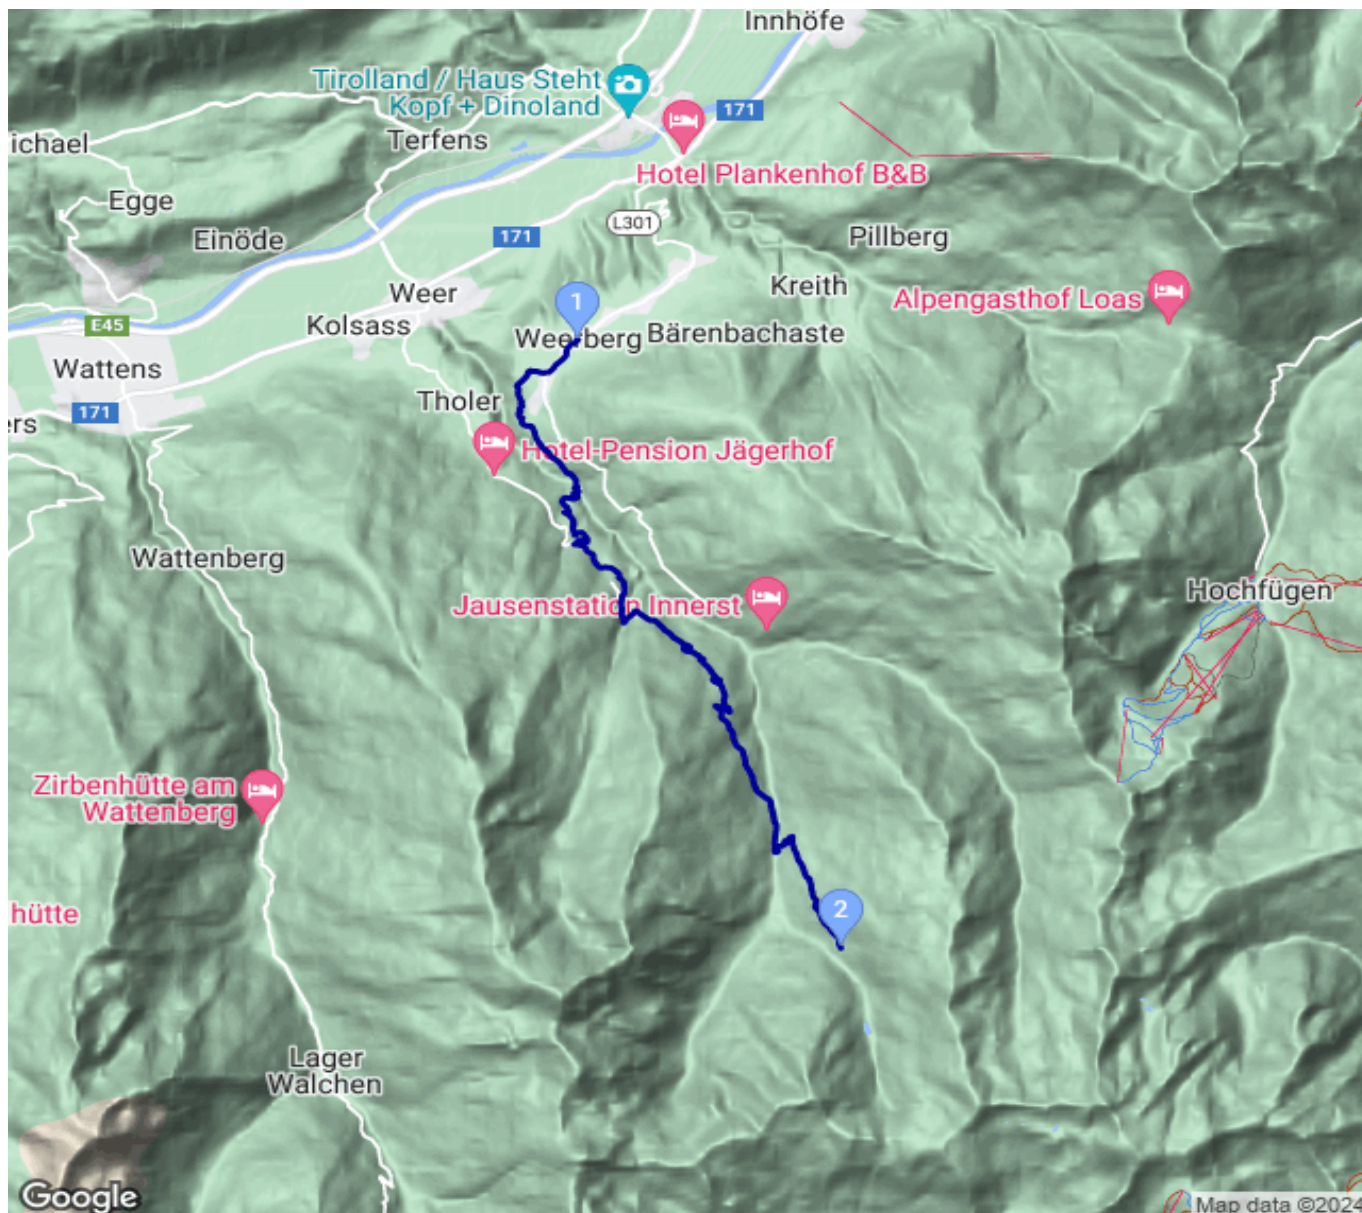 Innhöfe
Tirolland / Haus Steht
Kopf + Dinoland
171
ichael
Terfens
Hotel Plankenhof B&B
Egge
L301
Einöde
171
Pillberg
Kreith
Alpengasthof Loas
Weer
1
Kolsass
E45
Weerberg
Bärenbachaste
Wattens
171
Tholer
ers
Hotel-Pension Jägerhof
Wattenberg
Jausenstation Innerst
Hochfügen
Zirbenhütte am
Wattenberg
hütte
2
Lager
Walchen
Google
Map data ©2024